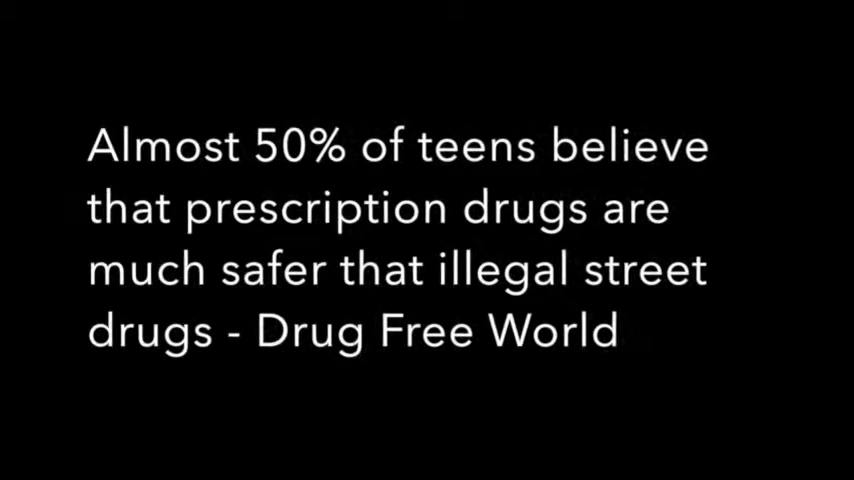 Almost 50% of teens believe
that prescription drugs are
much safer that illegal street
drugs - Drug Free World